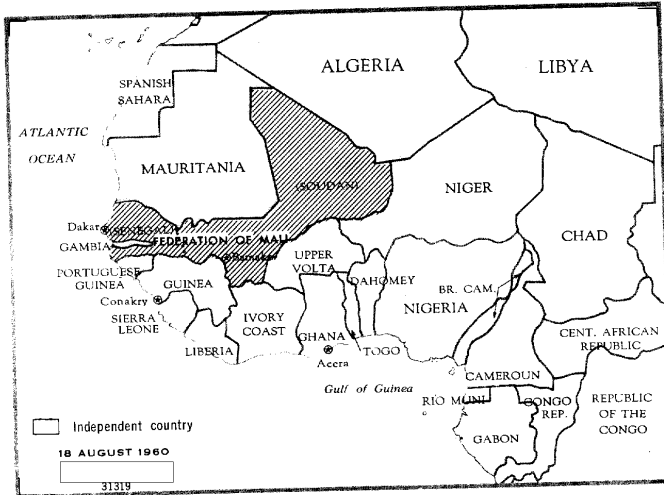 ALGERIA
LIBYA
SPANISH
SAHARA
ATLANTIC
OCEAN
MAURITANIA
(SOUDAN)
NIGER
CHAD
Dakar
(SENEGAL)
FEDERATION OF MALI
GAMBIA
Bamako
UPPER
VOLTA
PORTUGUESE
GUINEA
GUINEA
DAHOMEY
BR. CAM.
NIGERIA
Conakry
SIERRA
LEONE
IVORY
COAST
GHANA
LIBERIA
TOGO
Accra
CENT. AFRICAN
REPUBLIC
CAMEROUN
Gulf of Guinea
RIO MUNI
CONGO
REP.
REPUBLIC
OF THE
CONGO
GABON
Independent country
18 AUGUST 1960
31319